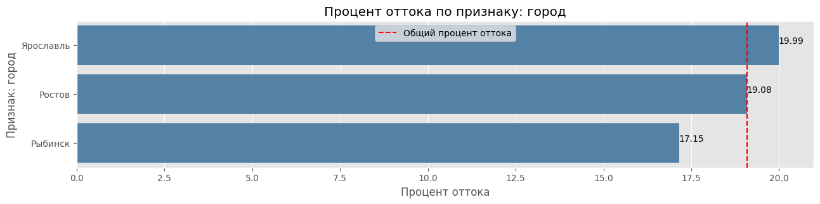 Процент оттока по признаку: город
Общий процент оттока
Признак: город
Ярославль
19.99
Ростов
19.08
Рыбинск
17.15
0.0 2.5 5.0 7.5 10.0 12.5 15.0 17.5 20.0
Процент оттока